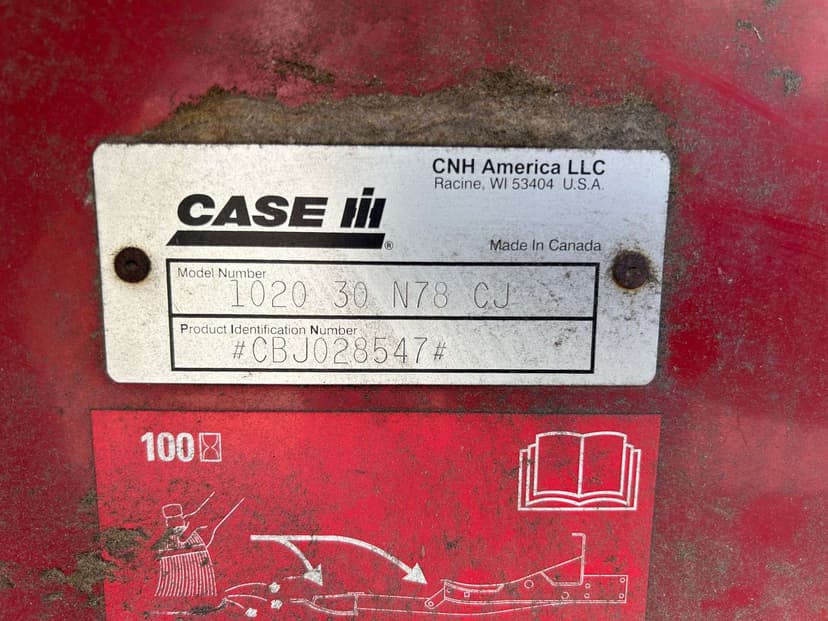 CNH America LLC
Racine, WI 53404 U.S.A.
CASE IH
®
Made In Canada
Model Number
1020 30 N78 CJ
Product Identification Number
#CBJ028547#
100